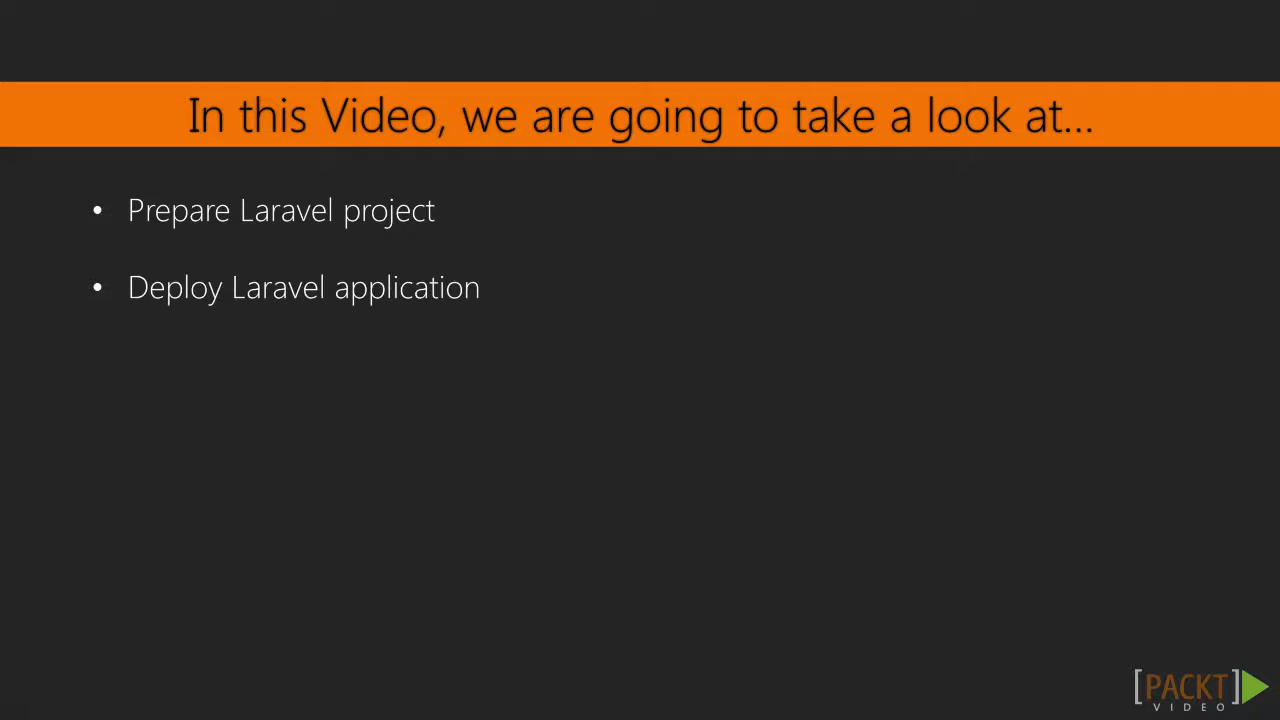 In this Video, we are going to take a look at...
• Prepare Laravel project
• Deploy Laravel application
[PACKT]
VIDEO